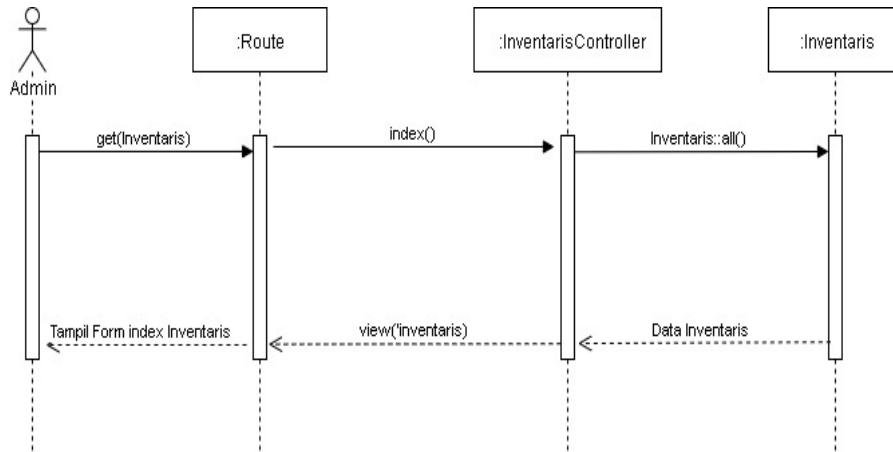 :Route
:InventarisController
:Inventaris
Admin
get(Inventaris)
index()
Inventaris::all()
Tampil Form index Inventaris
view('inventaris)
Data Inventaris